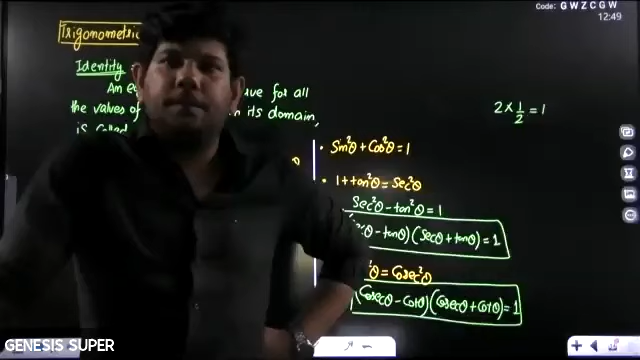 Code: GWZCGW
12:49
Trigonometric
Identity
An for all
the values of its domain,
is called
2 × 1/2 = 1
• Sin²θ + Cos²θ = 1
• 1 + tan²θ = Sec²θ
Sec²θ - tan²θ = 1
θ - tanθ) (Secθ + tanθ) = 1
²θ = Cosec²θ
(Cosecθ - Cotθ) (Cosecθ + Cotθ) = 1
GENESIS SUPER